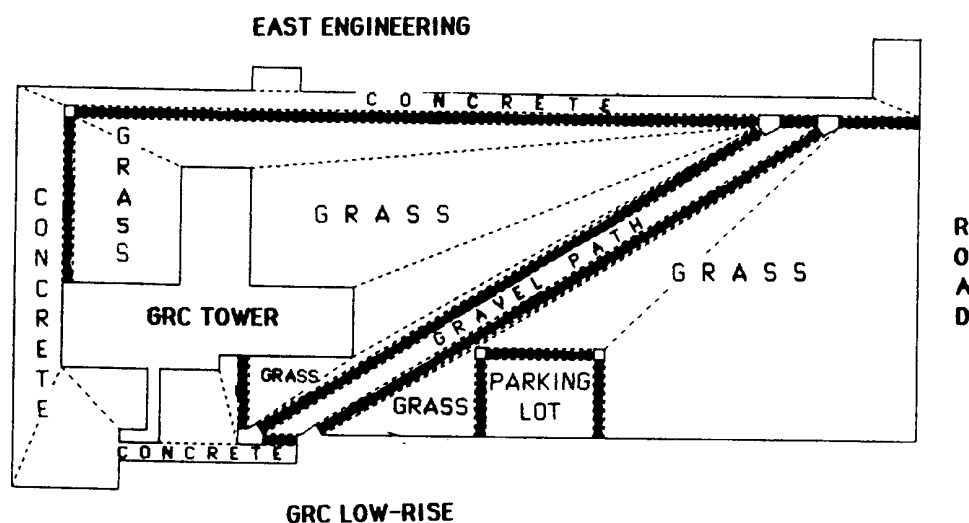 EAST ENGINEERING
CONCRETE
GRASS
CONCRETE
GRASS
GRAVEL PATH
GRASS
ROAD
GRC TOWER
GRASS
GRASS
PARKING
LOT
CONCRETE
GRC LOW-RISE